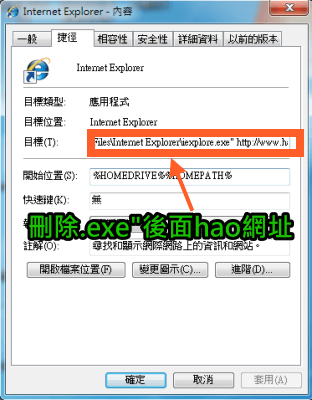 Internet Explorer - 內容
一般 捷徑 相容性 安全性 詳細資料 以前的版本
Internet Explorer
目標類型: 應用程式
目標位置: Internet Explorer
目標(T): Files\Internet Explorer\iexplore.exe" http://www.h
開始位置(S): %HOMEDRIVE%%HOMEPATH%
快速鍵(K): 無
刪除.exe"後面hao網址
註解(O): 尋找和顯示網際網路上的資訊和網站。
開啟檔案位置(F) 變更圖示(C)... 進階(D)...
確定 取消 套用(A)